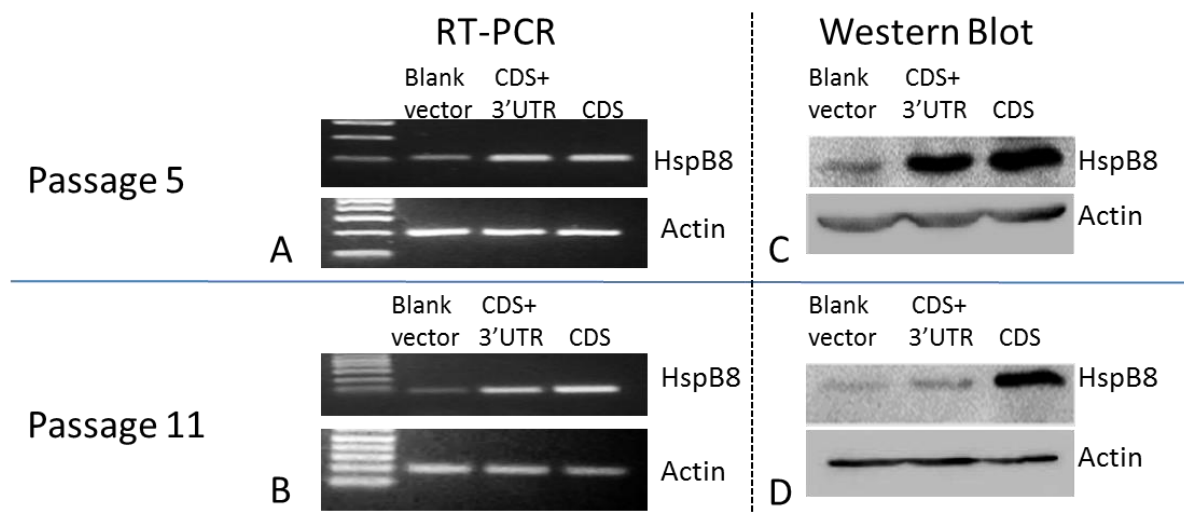 RT-PCR
Western Blot
Blank vector
CDS+ 3’UTR
CDS
Blank vector
CDS+ 3’UTR
CDS
Passage 5
HspB8
HspB8
A
Actin
C
Actin
Blank vector
CDS+ 3’UTR
CDS
Blank vector
CDS+ 3’UTR
CDS
Passage 11
HspB8
HspB8
B
Actin
D
Actin